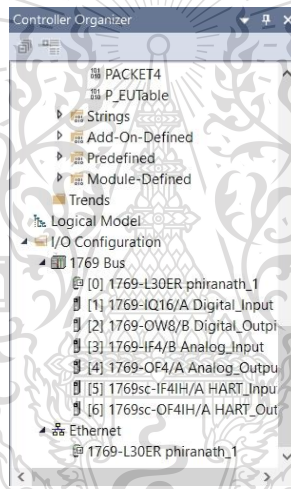 Controller Organizer
PACKET4
P_EUTable
Strings
Add-On-Defined
Predefined
Module-Defined
Trends
Logical Model
I/O Configuration
1769 Bus
[0] 1769-L30ER phiranath_1
[1] 1769-IQ16/A Digital_Input
[2] 1769-OW8/B Digital_Outpu
[3] 1769-IF4/B Analog_Input
[4] 1769-OF4/A Analog_Outpu
[5] 1769sc-IF4IH/A HART_Inpu
[6] 1769sc-OF4IH/A HART_Out
Ethernet
1769-L30ER phiranath_1